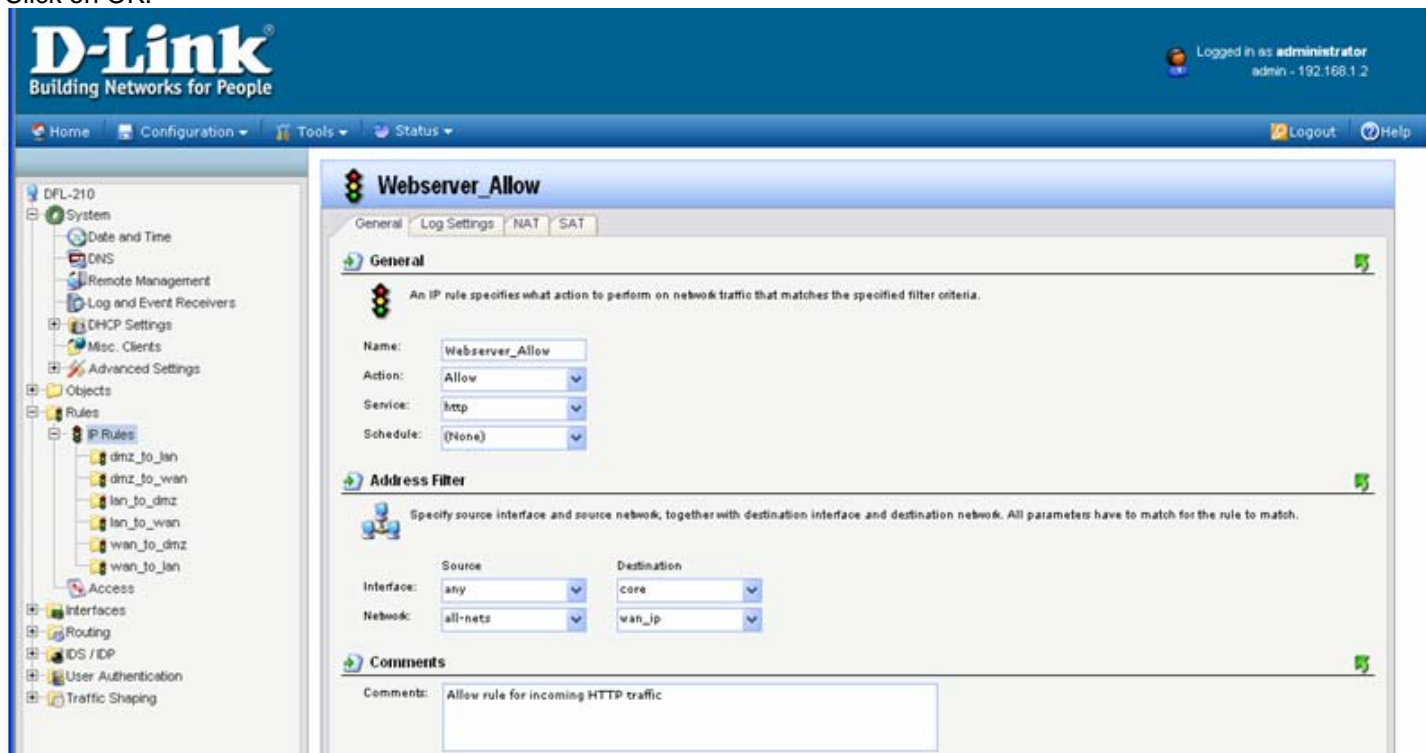 Click on OK.
D-Link®
Building Networks for People
Logged in as administrator
admin - 192.168.1.2
Home Configuration Tools Status Logout Help
DFL-210
System
Date and Time
DNS
Remote Management
Log and Event Receivers
DHCP Settings
Misc. Clients
Advanced Settings
Objects
Rules
IP Rules
dmz_to_lan
dmz_to_wan
lan_to_dmz
lan_to_wan
wan_to_dmz
wan_to_lan
Access
Interfaces
Routing
IDS / IDP
User Authentication
Traffic Shaping
Webserver_Allow
General Log Settings NAT SAT
General
An IP rule specifies what action to perform on network traffic that matches the specified filter criteria.
Name: Webserver_Allow
Action: Allow
Service: http
Schedule: (None)
Address Filter
Specify source interface and source network, together with destination interface and destination network. All parameters have to match for the rule to match.
Source Destination
Interface: any core
Network: all-nets wan_ip
Comments
Comments: Allow rule for incoming HTTP traffic